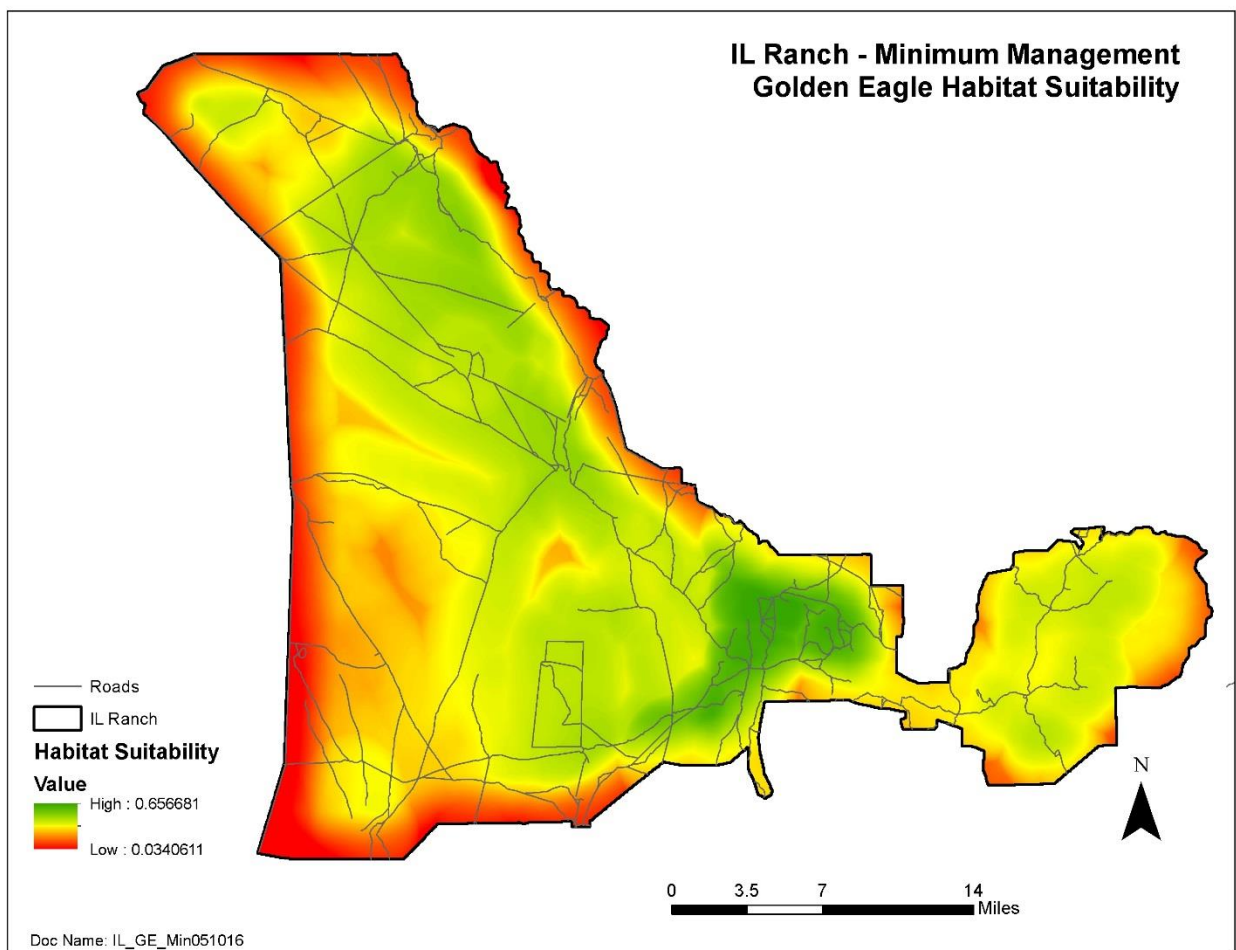 IL Ranch - Minimum Management
Golden Eagle Habitat Suitability
Roads
IL Ranch
Habitat Suitability
Value
High : 0.656681
Low : 0.0340611
N
0 3.5 7 14
Miles
Doc Name: IL_GE_Min051016